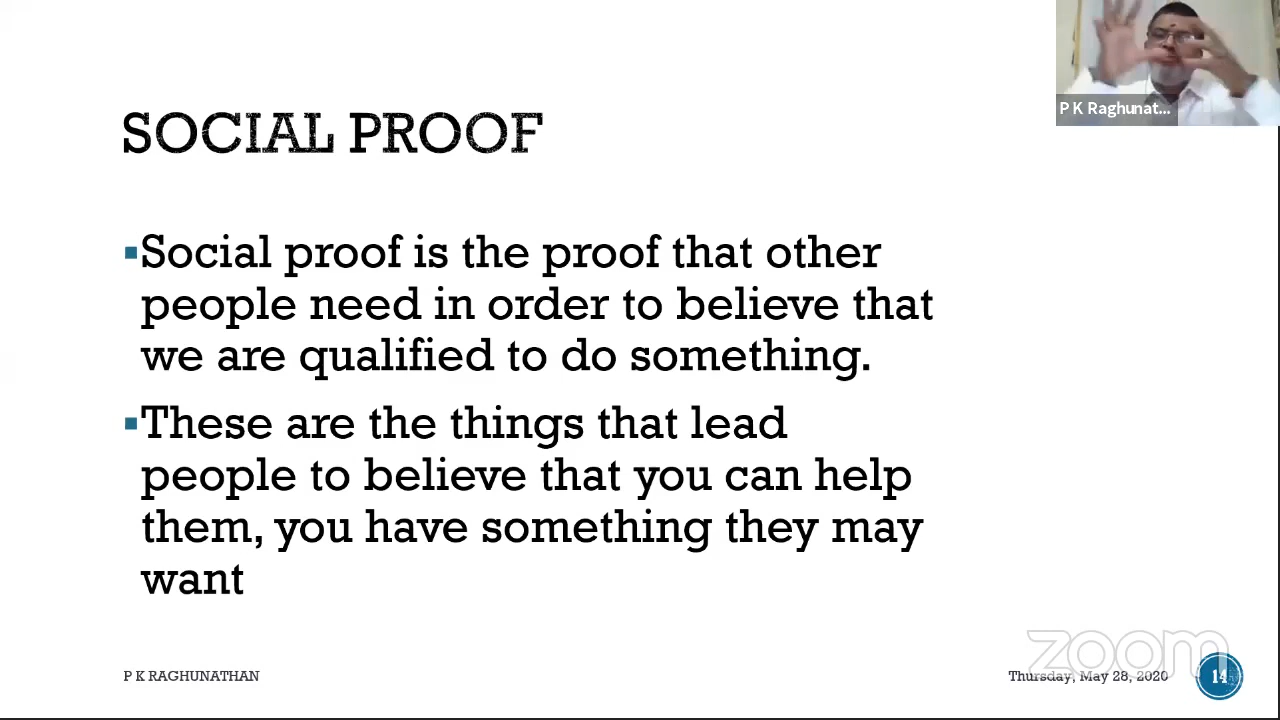 P K Raghunat...
SOCIAL PROOF
▪Social proof is the proof that other
people need in order to believe that
we are qualified to do something.
▪These are the things that lead
people to believe that you can help
them, you have something they may
want
zoom
P K RAGHUNATHAN
Thursday, May 28, 2020
14